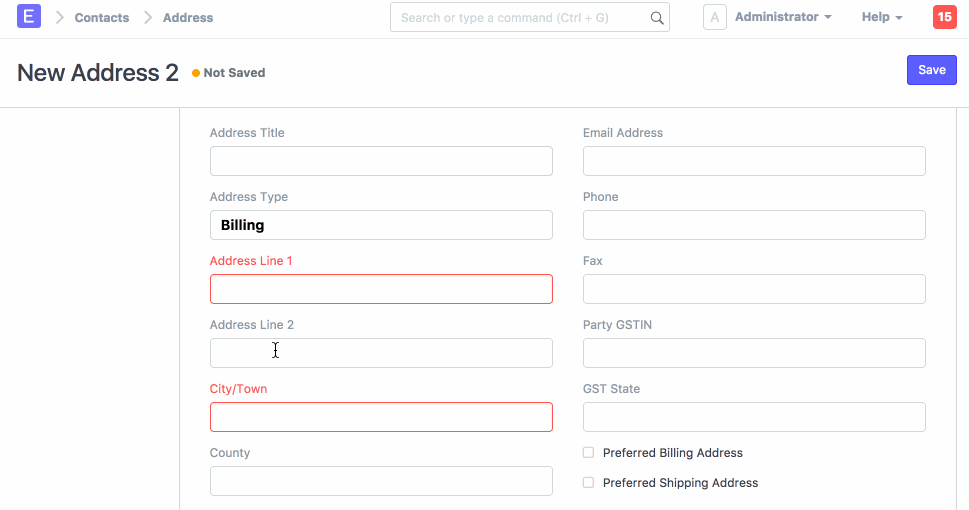 E Contacts Address Search or type a command (Ctrl + G) A Administrator Help 15
New Address 2 Not Saved Save
Address Title
Email Address
Address Type
Billing
Phone
Address Line 1
Fax
Address Line 2
Party GSTIN
City/Town
GST State
County
Preferred Billing Address
Preferred Shipping Address